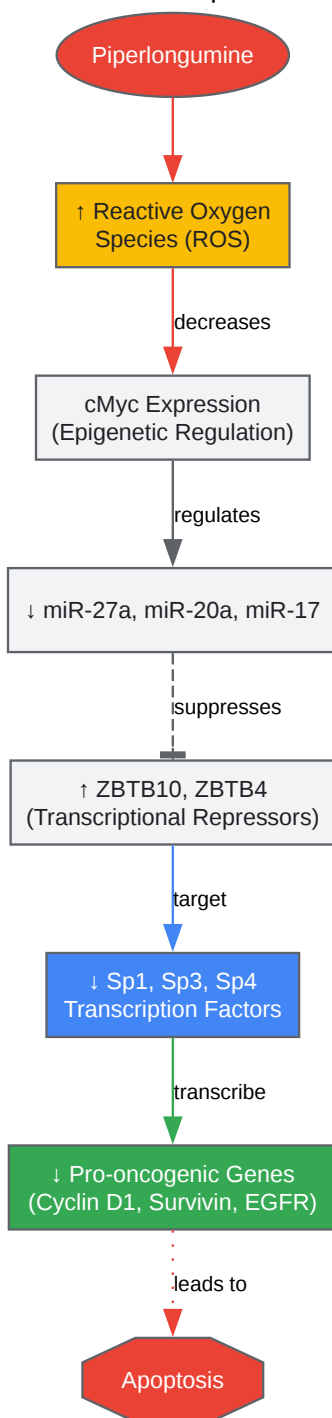 Piperlongumine
↑ Reactive Oxygen
Species (ROS)
decreases
cMyc Expression
(Epigenetic Regulation)
regulates
↓ miR-27a, miR-20a, miR-17
suppresses
↑ ZBTB10, ZBTB4
(Transcriptional Repressors)
target
↓ Sp1, Sp3, Sp4
Transcription Factors
transcribe
↓ Pro-oncogenic Genes
(Cyclin D1, Survivin, EGFR)
leads to
Apoptosis